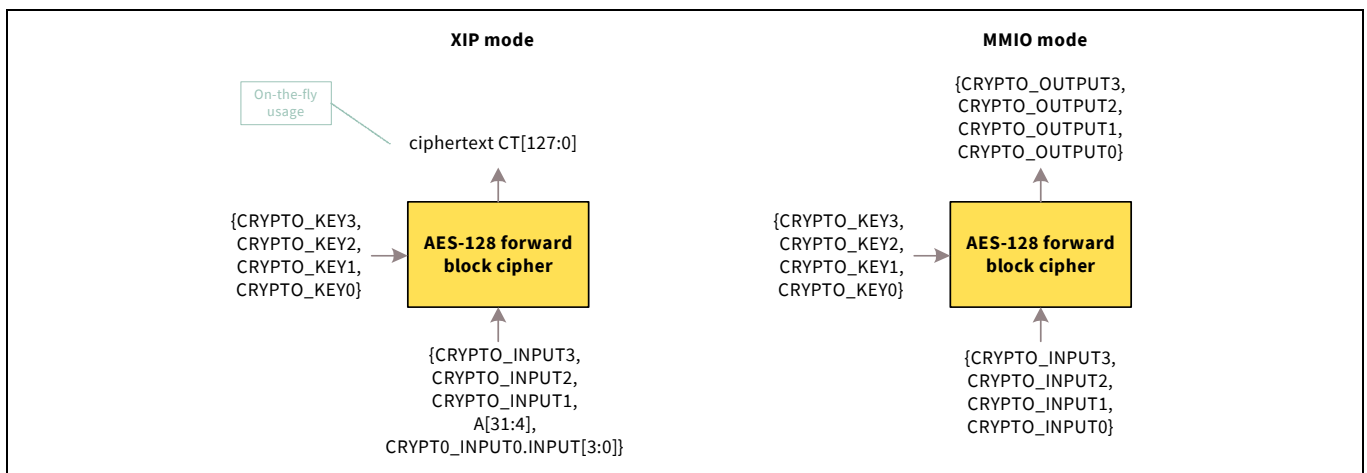 XIP mode
On-the-fly
usage
ciphertext CT[127:0]
{CRYPTO_KEY3,
CRYPTO_KEY2,
CRYPTO_KEY1,
CRYPTO_KEY0}
AES-128 forward
block cipher
{CRYPTO_INPUT3,
CRYPTO_INPUT2,
CRYPTO_INPUT1,
A[31:4],
CRYPT0_INPUT0.INPUT[3:0]}
MMIO mode
{CRYPTO_OUTPUT3,
CRYPTO_OUTPUT2,
CRYPTO_OUTPUT1,
CRYPTO_OUTPUT0}
{CRYPTO_KEY3,
CRYPTO_KEY2,
CRYPTO_KEY1,
CRYPTO_KEY0}
AES-128 forward
block cipher
{CRYPTO_INPUT3,
CRYPTO_INPUT2,
CRYPTO_INPUT1,
CRYPTO_INPUT0}